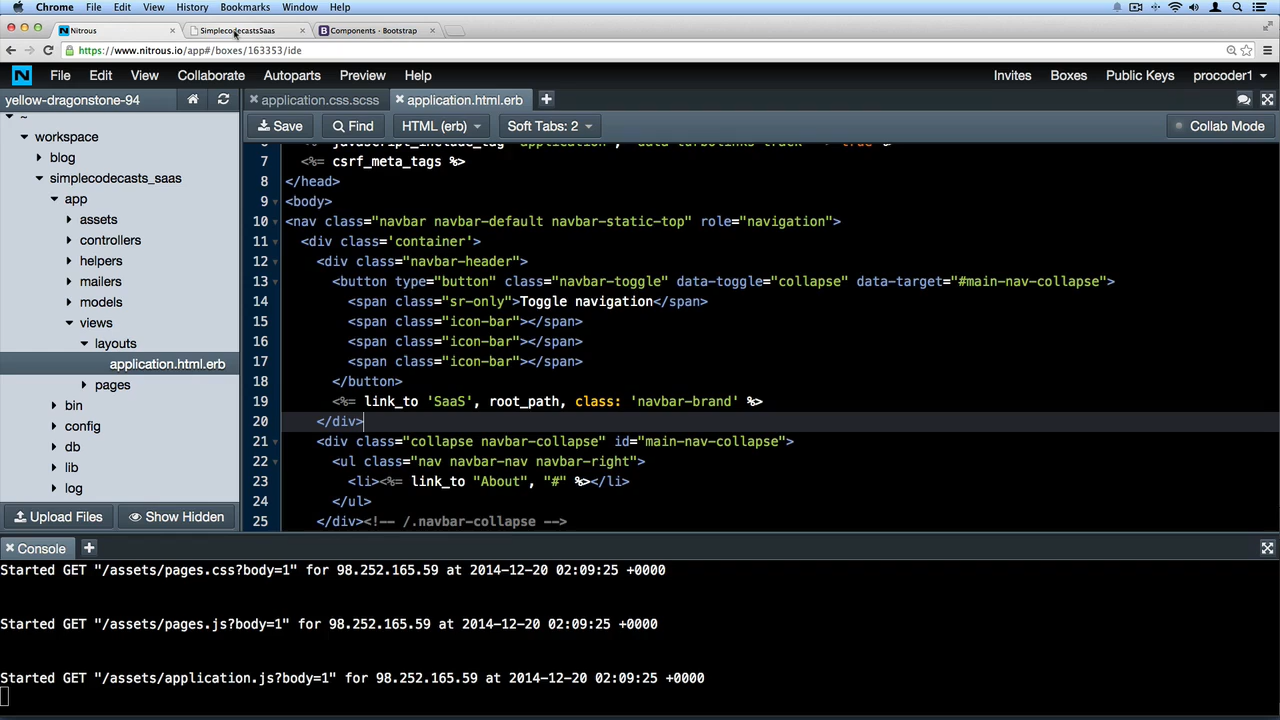 Chrome File Edit View History Bookmarks Window Help
Nitrous SimplecodecastsSaas Components · Bootstrap
https://www.nitrous.io/app#/boxes/163353/ide
N File Edit View Collaborate Autoparts Preview Help Invites Boxes Public Keys procoder1
yellow-dragonstone-94
application.css.scss application.html.erb
Save Find HTML (erb) Soft Tabs: 2 Collab Mode
~
workspace
blog
simplecodecasts_saas
app
assets
controllers
helpers
mailers
models
views
layouts
application.html.erb
pages
bin
config
db
lib
log
Upload Files Show Hidden
7 <%= csrf_meta_tags %>
8 </head>
9 <body>
10 <nav class="navbar navbar-default navbar-static-top" role="navigation">
11 <div class='container'>
12 <div class="navbar-header">
13 <button type="button" class="navbar-toggle" data-toggle="collapse" data-target="#main-nav-collapse">
14 <span class="sr-only">Toggle navigation</span>
15 <span class="icon-bar"></span>
16 <span class="icon-bar"></span>
17 <span class="icon-bar"></span>
18 </button>
19 <%= link_to 'SaaS', root_path, class: 'navbar-brand' %>
20 </div>
21 <div class="collapse navbar-collapse" id="main-nav-collapse">
22 <ul class="nav navbar-nav navbar-right">
23 <li><%= link_to "About", "#" %></li>
24 </ul>
25 </div><!-- /.navbar-collapse -->
Console
Started GET "/assets/pages.css?body=1" for 98.252.165.59 at 2014-12-20 02:09:25 +0000
Started GET "/assets/pages.js?body=1" for 98.252.165.59 at 2014-12-20 02:09:25 +0000
Started GET "/assets/application.js?body=1" for 98.252.165.59 at 2014-12-20 02:09:25 +0000